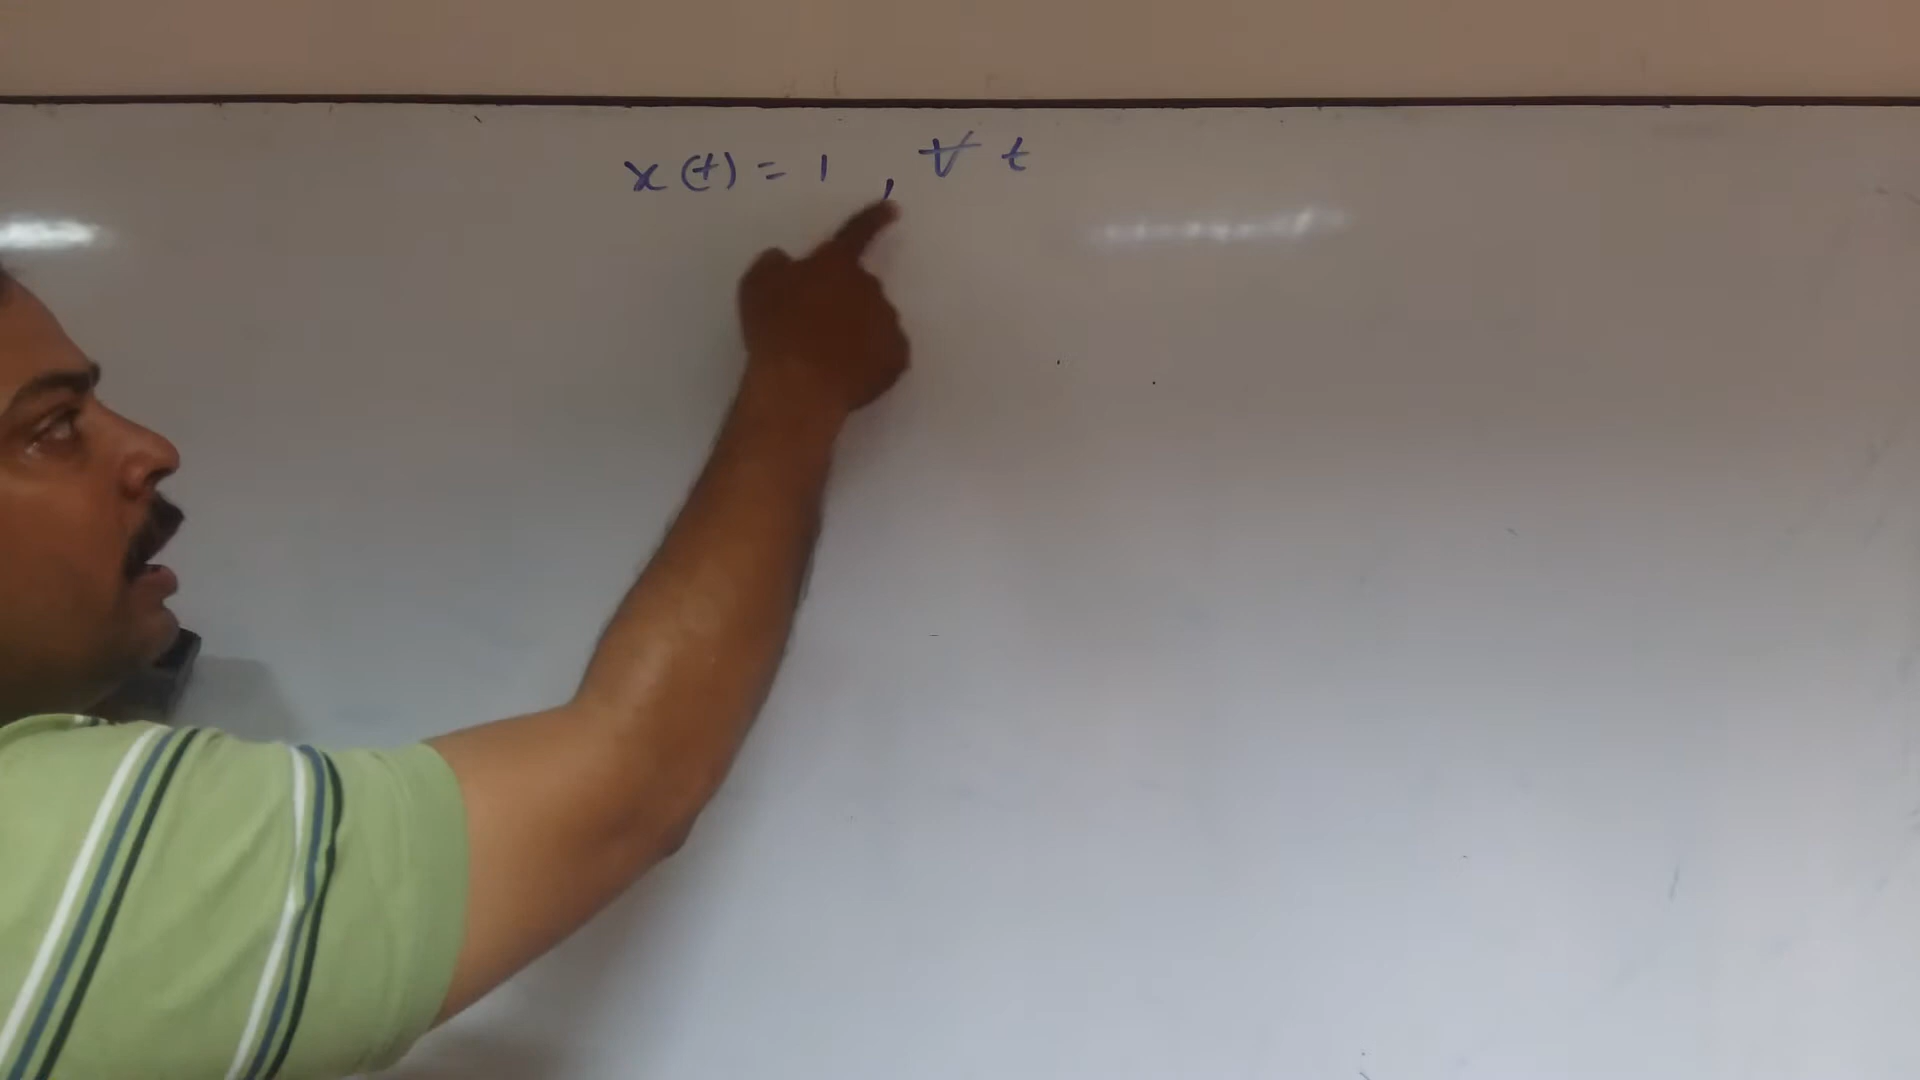 x(t) = 1 , ∀ t